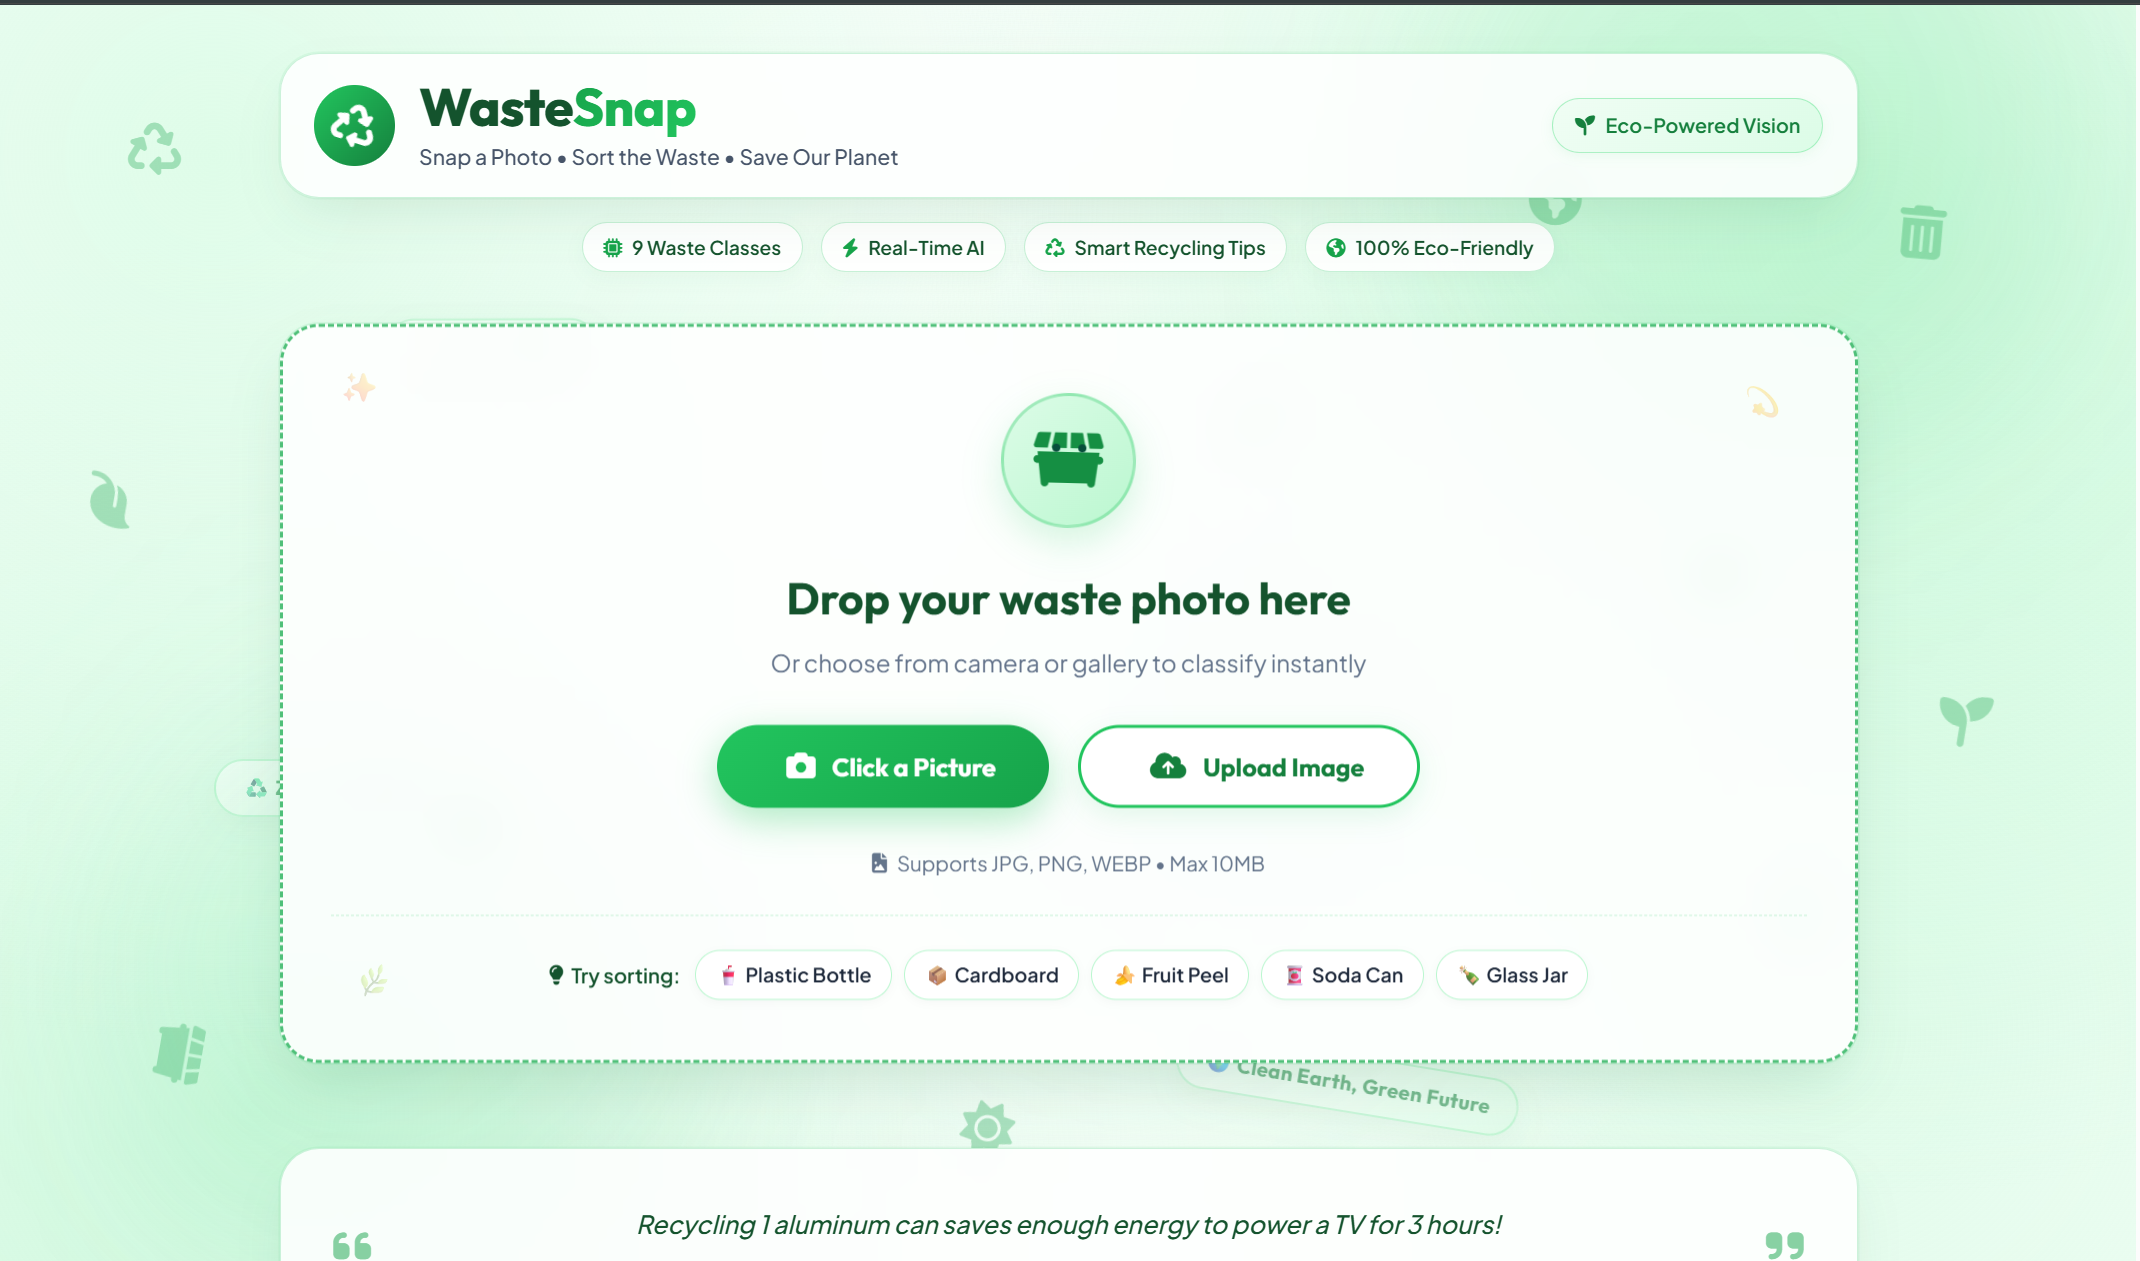 WasteSnap
Snap a Photo • Sort the Waste • Save Our Planet
Eco-Powered Vision
9 Waste Classes
Real-Time AI
Smart Recycling Tips
100% Eco-Friendly
Drop your waste photo here
Or choose from camera or gallery to classify instantly
Click a Picture
Upload Image
Supports JPG, PNG, WEBP • Max 10MB
Try sorting:
Plastic Bottle
Cardboard
Fruit Peel
Soda Can
Glass Jar
Clean Earth, Green Future
“
Recycling 1 aluminum can saves enough energy to power a TV for 3 hours!
”